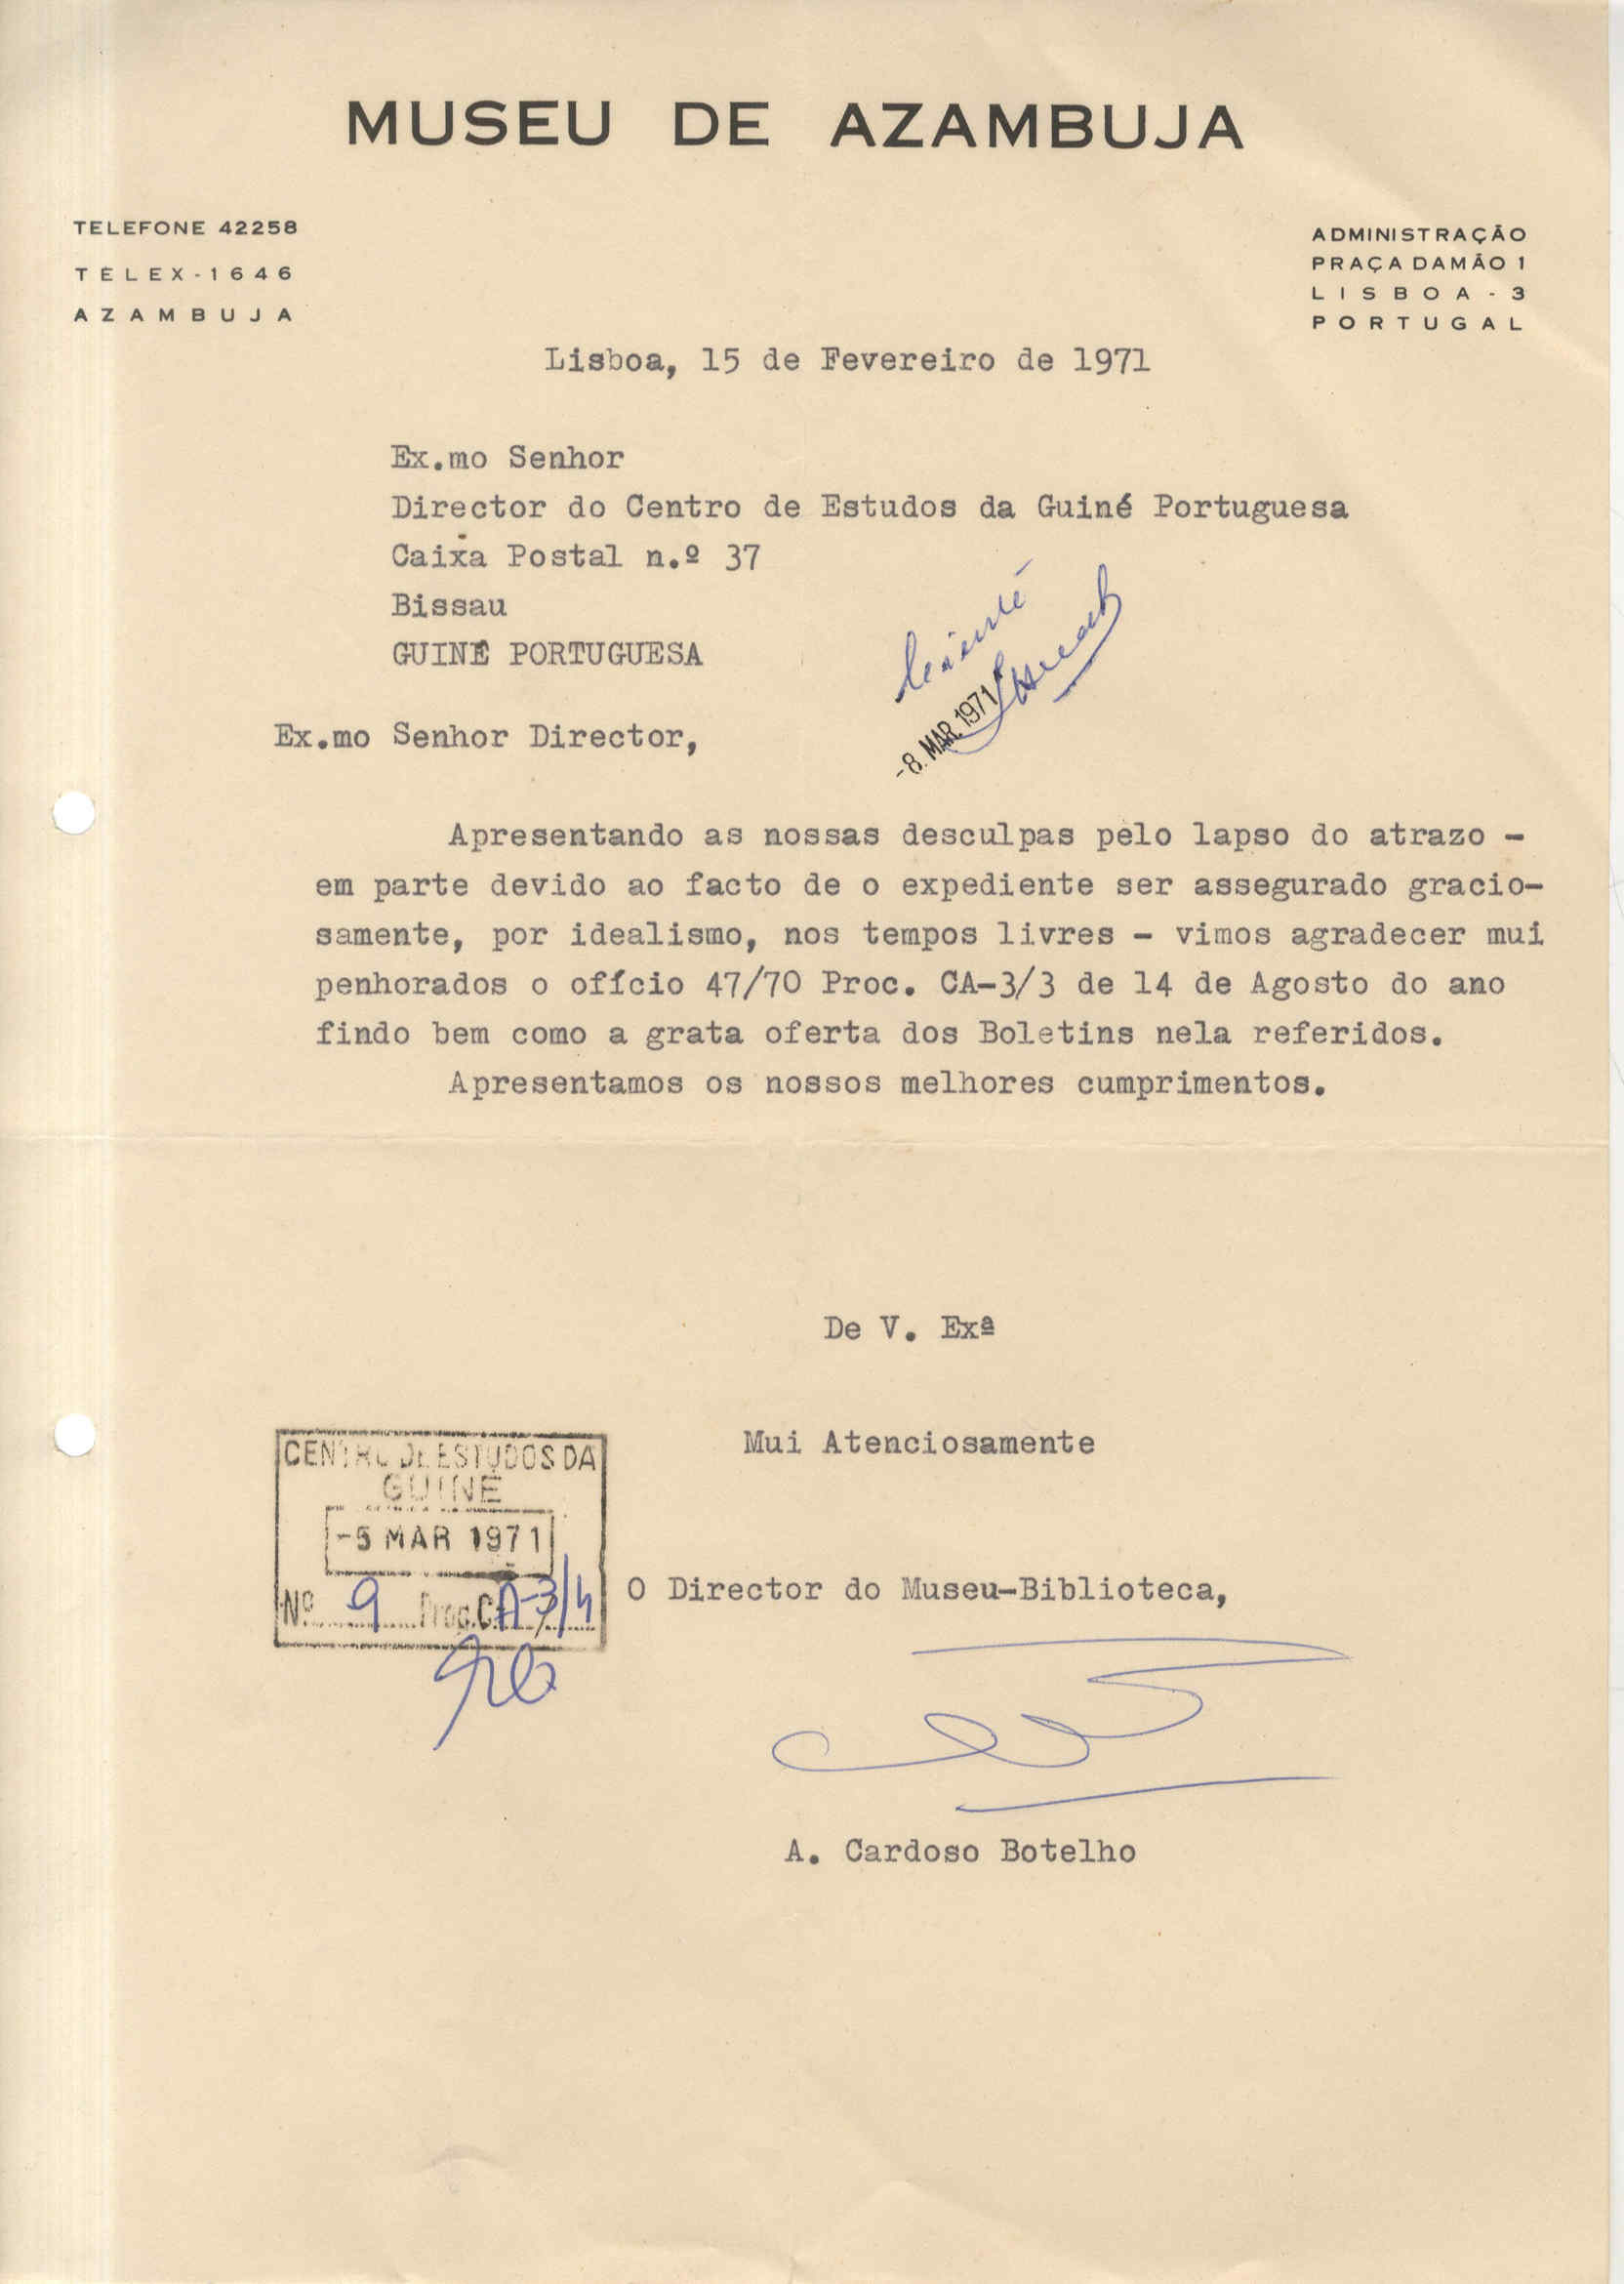 MUSEU DE AZAMBUJA
TELEFONE 42258
TELEX-1646
AZAMBUJA
ADMINISTRAÇÃO
PRAÇA DAMÃO 1
LISBOA - 3
PORTUGAL
Lisboa, 15 de Fevereiro de 1971
Ex.mo Senhor
Director do Centro de Estudos da Guiné Portuguesa
Caixa Postal n.º 37
Bissau
GUINÉ PORTUGUESA
-8. MAR 1971
Ex.mo Senhor Director,
Apresentando as nossas desculpas pelo lapso do atrazo -
em parte devido ao facto de o expediente ser assegurado gracio-
samente, por idealismo, nos tempos livres - vimos agradecer mui
penhorados o ofício 47/70 Proc. CA-3/3 de 14 de Agosto do ano
findo bem como a grata oferta dos Boletins nela referidos.
Apresentamos os nossos melhores cumprimentos.
De V. Exª
Mui Atenciosamente
CENTRO DE ESTUDOS DA
GUINÉ
-5 MAR 1971
Nº 9 Proc. CA-3/4
O Director do Museu-Biblioteca,
A. Cardoso Botelho